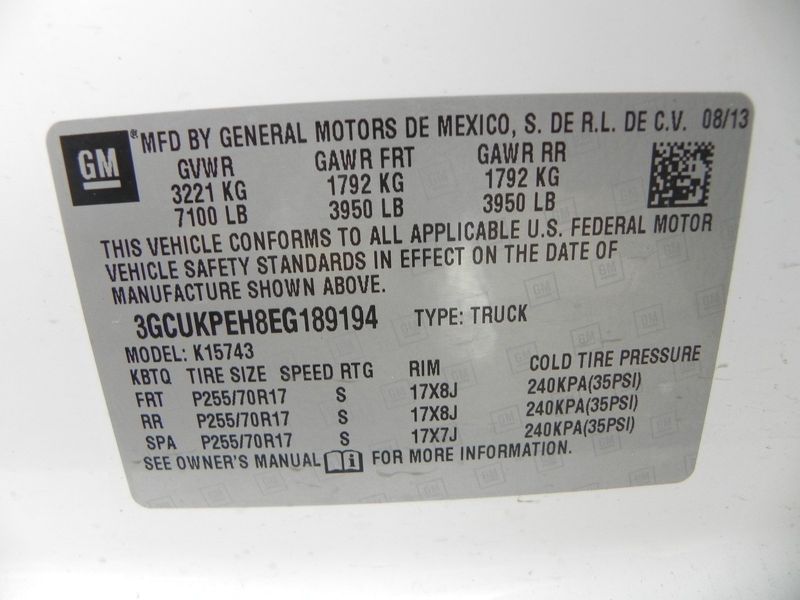 GM ® MFD BY GENERAL MOTORS DE MEXICO, S. DE R.L. DE C.V. 08/13
GVWR GAWR FRT GAWR RR
3221 KG 1792 KG 1792 KG
7100 LB 3950 LB 3950 LB
THIS VEHICLE CONFORMS TO ALL APPLICABLE U.S. FEDERAL MOTOR
VEHICLE SAFETY STANDARDS IN EFFECT ON THE DATE OF
MANUFACTURE SHOWN ABOVE.
3GCUKPEH8EG189194 TYPE: TRUCK
MODEL: K15743
KBTQ TIRE SIZE SPEED RTG RIM COLD TIRE PRESSURE
FRT P255/70R17 S 17X8J 240KPA(35PSI)
RR P255/70R17 S 17X8J 240KPA(35PSI)
SPA P255/70R17 S 17X7J 240KPA(35PSI)
SEE OWNER'S MANUAL FOR MORE INFORMATION.